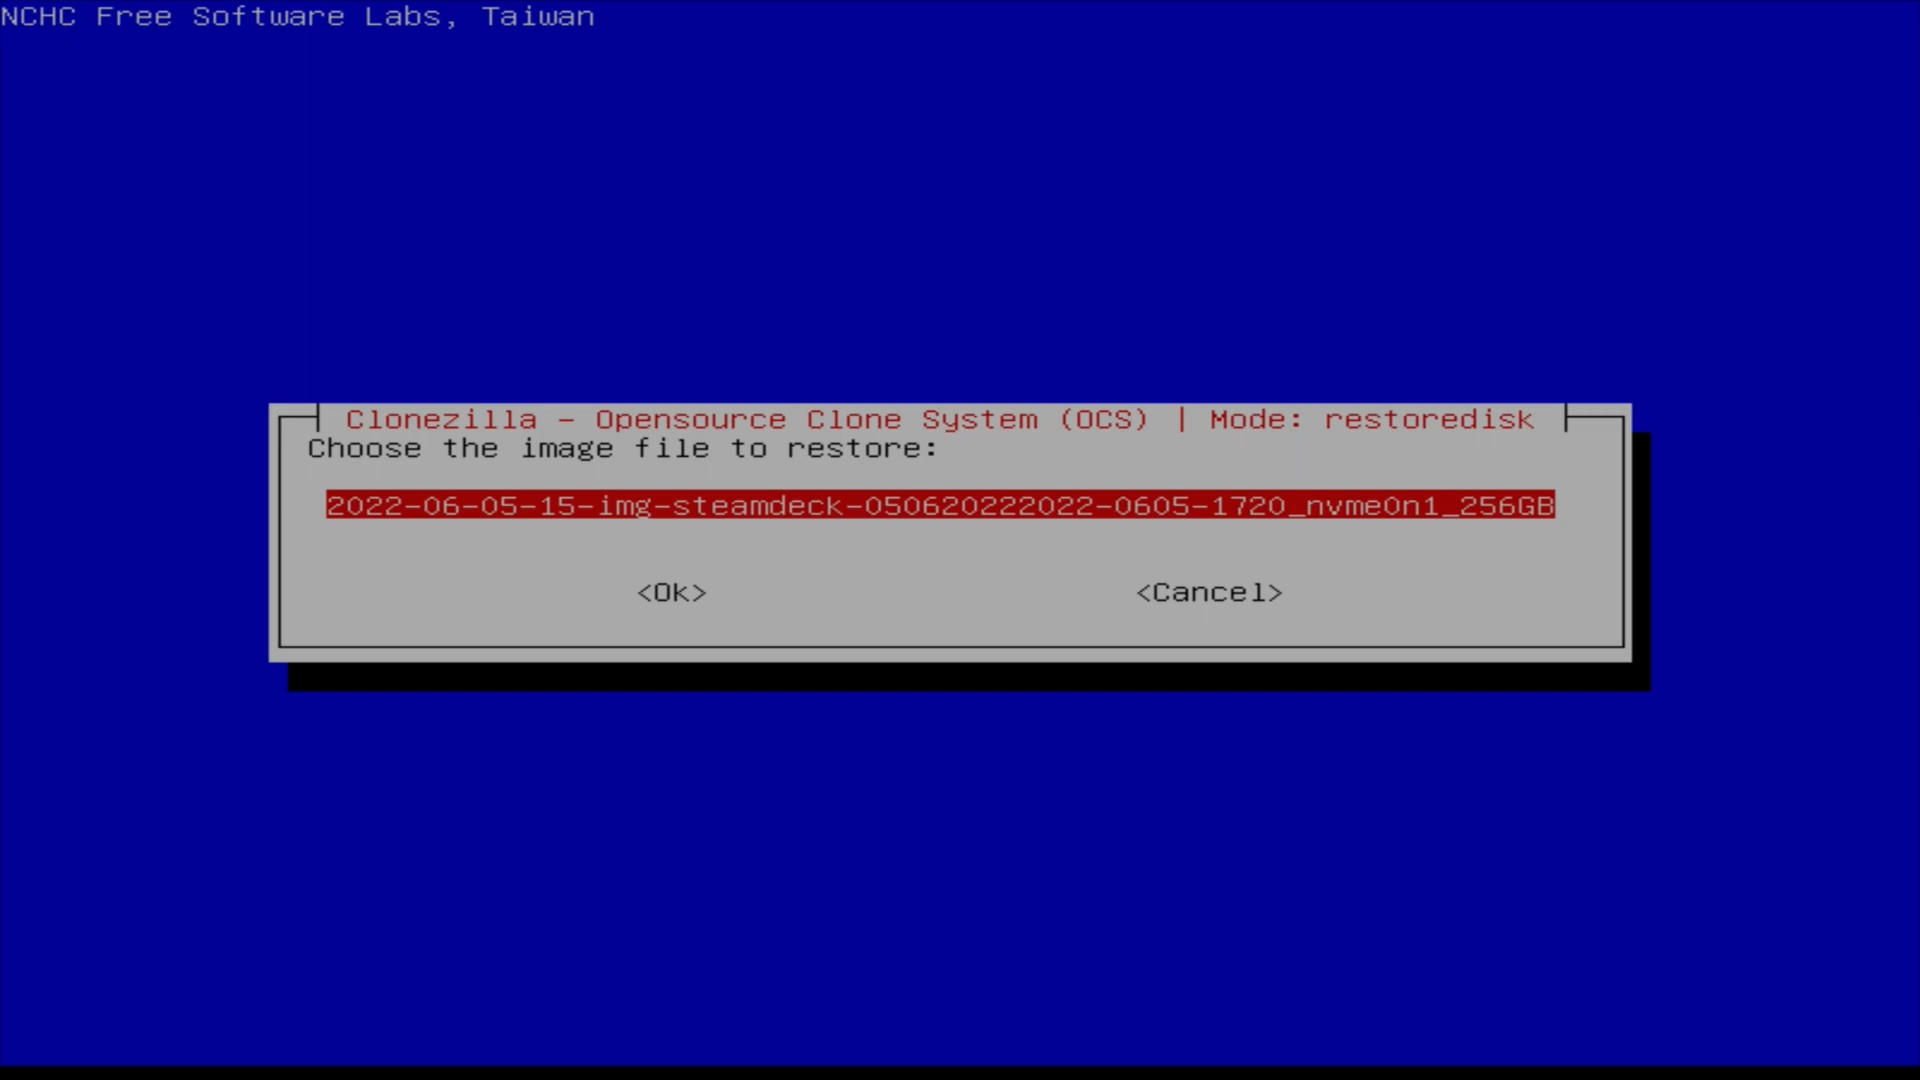 NCHC Free Software Labs, Taiwan
Clonezilla - Opensource Clone System (OCS) | Mode: restoredisk
Choose the image file to restore:
2022-06-05-15-img-steamdeck-050620222022-0605-1720_nvme0n1_256GB
<Ok> <Cancel>